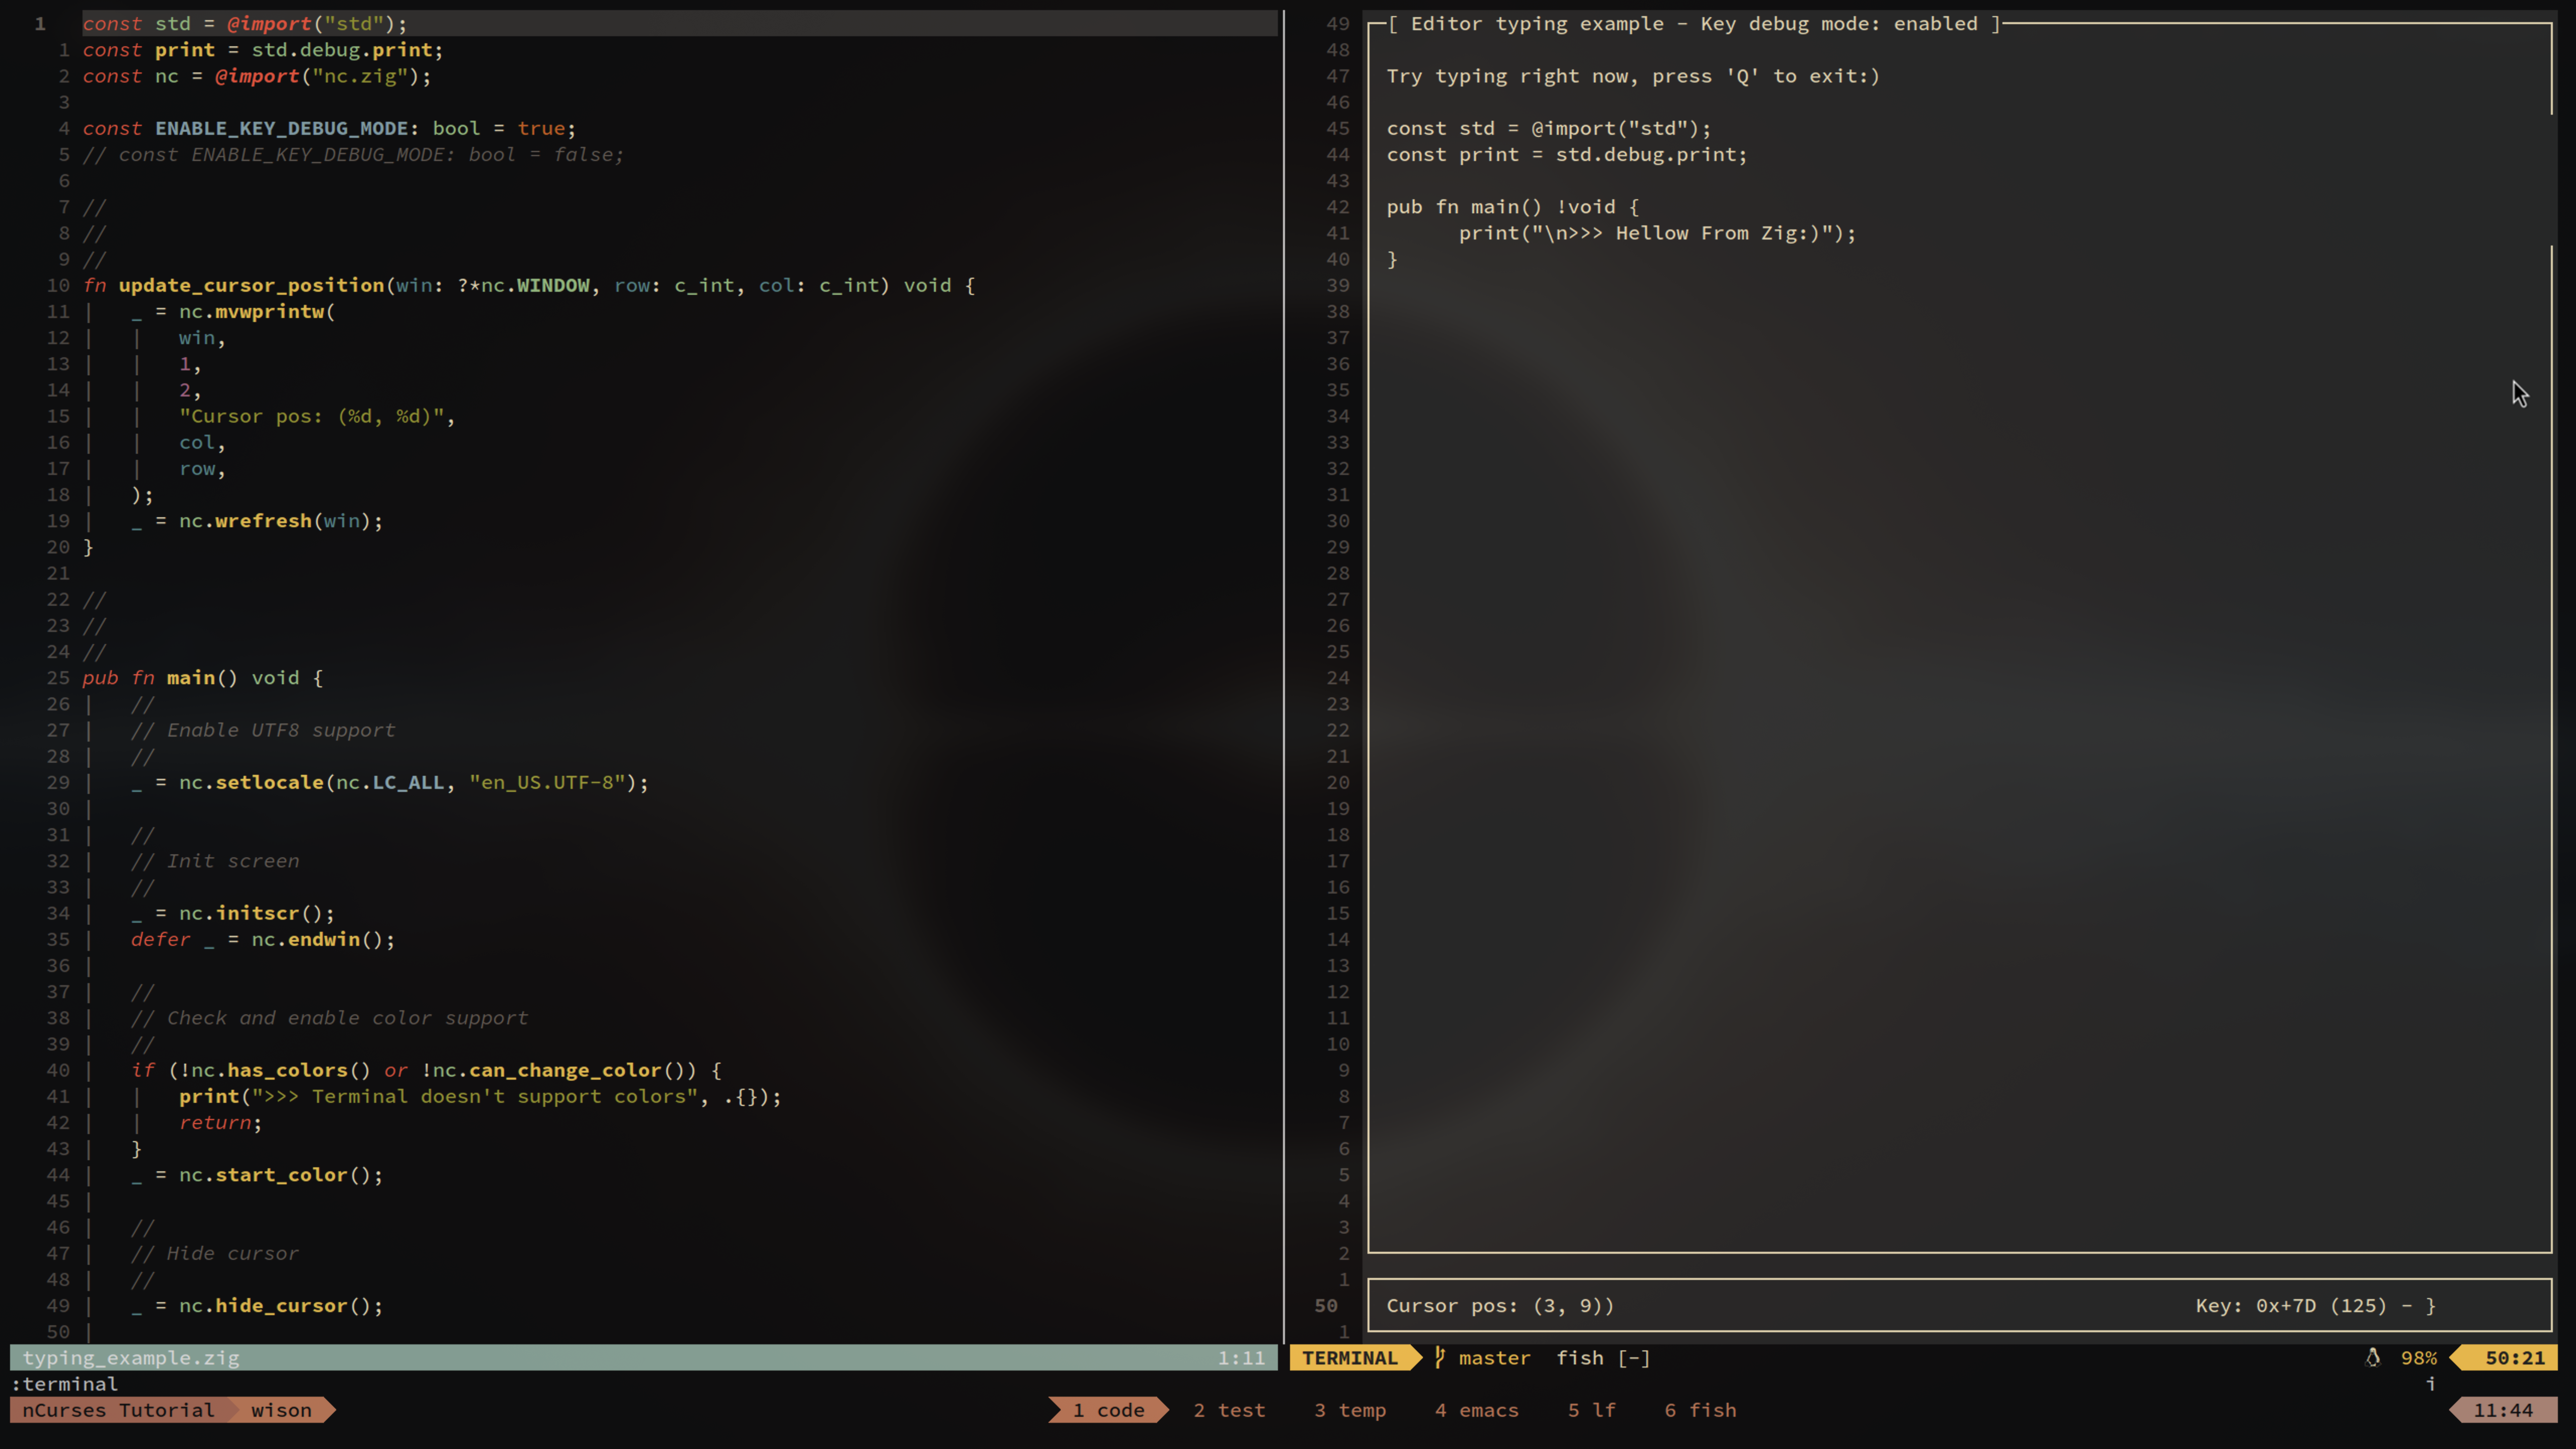 1 const std = @import("std");
1 const print = std.debug.print;
2 const nc = @import("nc.zig");
3
4 const ENABLE_KEY_DEBUG_MODE: bool = true;
5 // const ENABLE_KEY_DEBUG_MODE: bool = false;
6
7 //
8 //
9 //
10 fn update_cursor_position(win: ?*nc.WINDOW, row: c_int, col: c_int) void {
11 | _ = nc.mvwprintw(
12 | | win,
13 | | 1,
14 | | 2,
15 | | "Cursor pos: (%d, %d)",
16 | | col,
17 | | row,
18 | );
19 | _ = nc.wrefresh(win);
20 }
21
22 //
23 //
24 //
25 pub fn main() void {
26 | //
27 | // Enable UTF8 support
28 | //
29 | _ = nc.setlocale(nc.LC_ALL, "en_US.UTF-8");
30 |
31 | //
32 | // Init screen
33 | //
34 | _ = nc.initscr();
35 | defer _ = nc.endwin();
36 |
37 | //
38 | // Check and enable color support
39 | //
40 | if (!nc.has_colors() or !nc.can_change_color()) {
41 | | print(">>> Terminal doesn't support colors", .{});
42 | | return;
43 | }
44 | _ = nc.start_color();
45 |
46 | //
47 | // Hide cursor
48 | //
49 | _ = nc.hide_cursor();
50 |
49 [ Editor typing example - Key debug mode: enabled ]
48
47 Try typing right now, press 'Q' to exit:)
46
45 const std = @import("std");
44 const print = std.debug.print;
43
42 pub fn main() !void {
41 print("\n>>> Hellow From Zig:)");
40 }
39
38
37
36
35
34
33
32
31
30
29
28
27
26
25
24
23
22
21
20
19
18
17
16
15
14
13
12
11
10
9
8
7
6
5
4
3
2
1
50 Cursor pos: (3, 9)) Key: 0x+7D (125) - }
1
typing_example.zig 1:11
TERMINAL master fish [-] 98% 50:21
:terminal i
nCurses Tutorial wison 1 code 2 test 3 temp 4 emacs 5 lf 6 fish 11:44